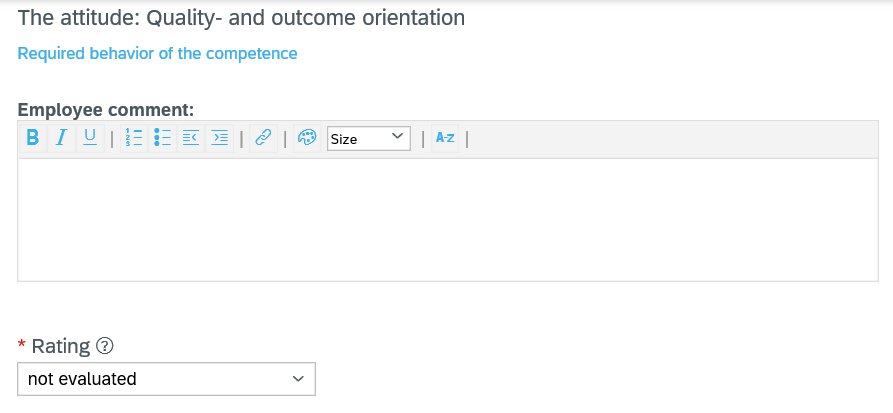 The attitude: Quality- and outcome orientation
Required behavior of the competence
Employee comment:
B I U | | | Size | A-Z |
* Rating ?
not evaluated